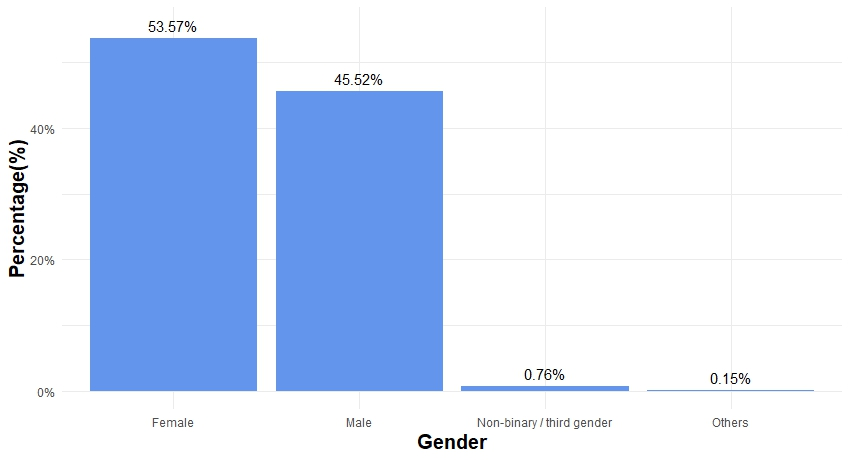 53.57%
45.52%
0.76%
0.15%
Percentage(%)
40%
20%
0%
Female
Male
Non-binary / third gender
Others
Gender